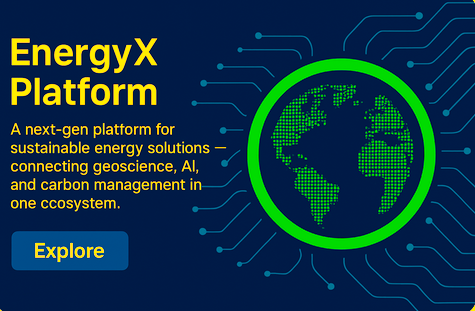 EnergyX
Platform
A next-gen platform for
sustainable energy solutions —
connecting geoscience, AI,
and carbon management in
one ccosystem.
Explore